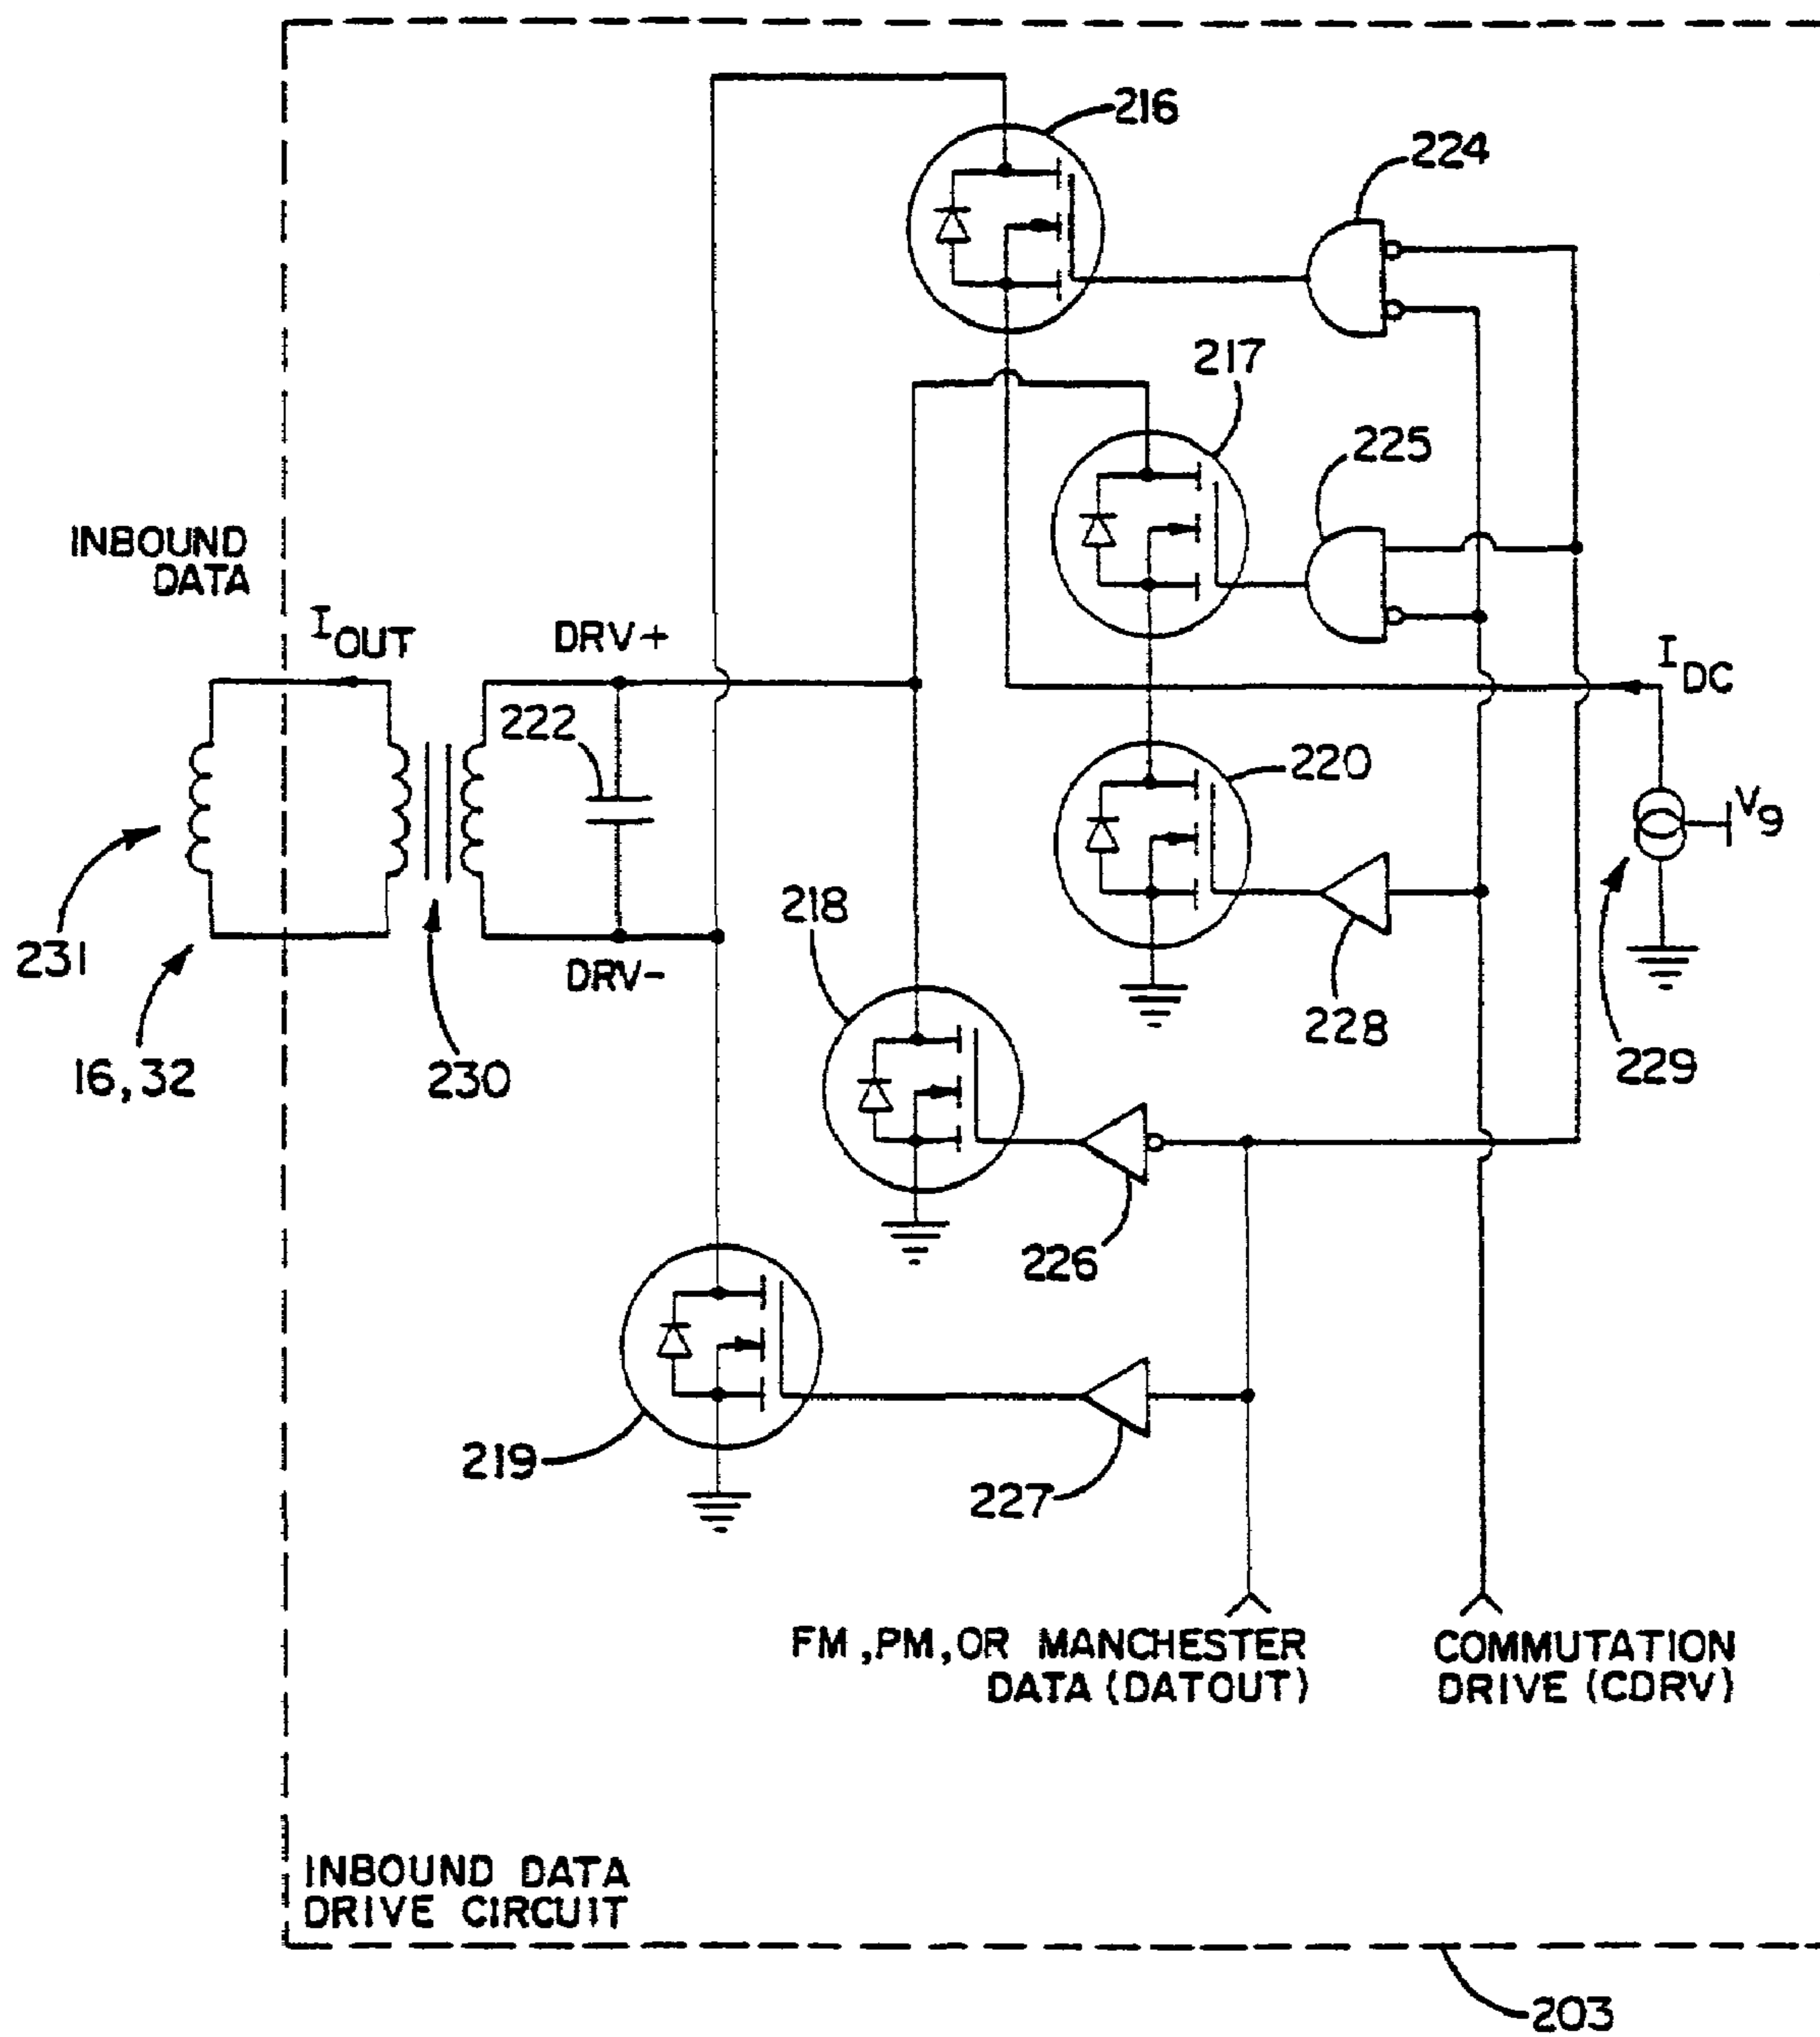 216
224
217
225
INBOUND
DATA
I OUT
DRV+
I DC
222
220
V9
218
231
DRV-
228
16,32
230
229
226
219
227
FM,PM,OR MANCHESTER
DATA (DATOUT)
COMMUTATION
DRIVE (CDRV)
INBOUND DATA
DRIVE CIRCUIT
203